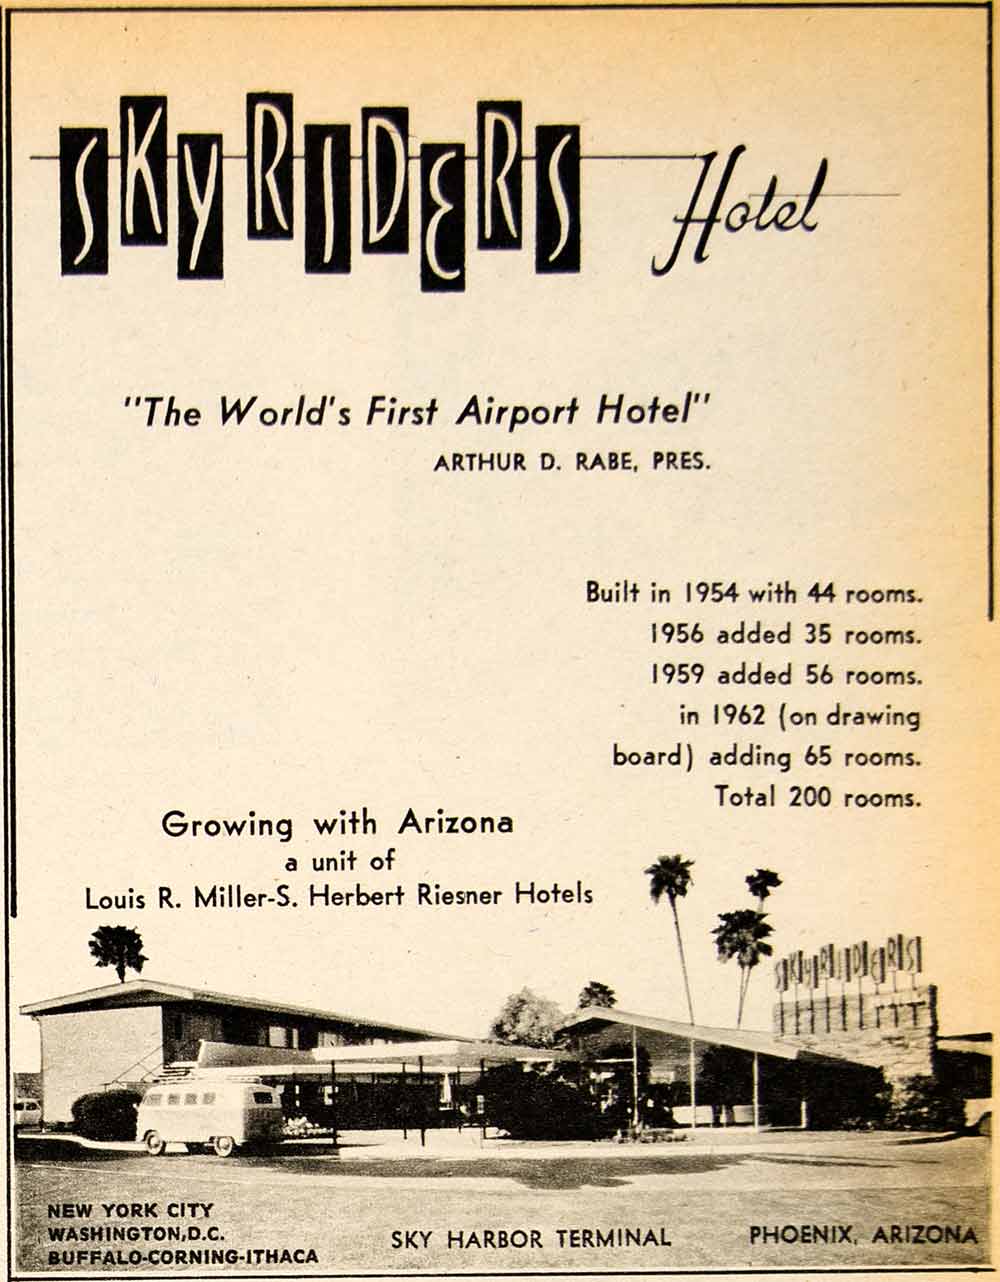 SKYRIDERS Hotel
"The World's First Airport Hotel"
ARTHUR D. RABE, PRES.
Built in 1954 with 44 rooms.
1956 added 35 rooms.
1959 added 56 rooms.
in 1962 (on drawing
board) adding 65 rooms.
Total 200 rooms.
Growing with Arizona
a unit of
Louis R. Miller-S. Herbert Riesner Hotels
SKYRIDERS
NEW YORK CITY
WASHINGTON,D.C.
BUFFALO-CORNING-ITHACA
SKY HARBOR TERMINAL
PHOENIX, ARIZONA